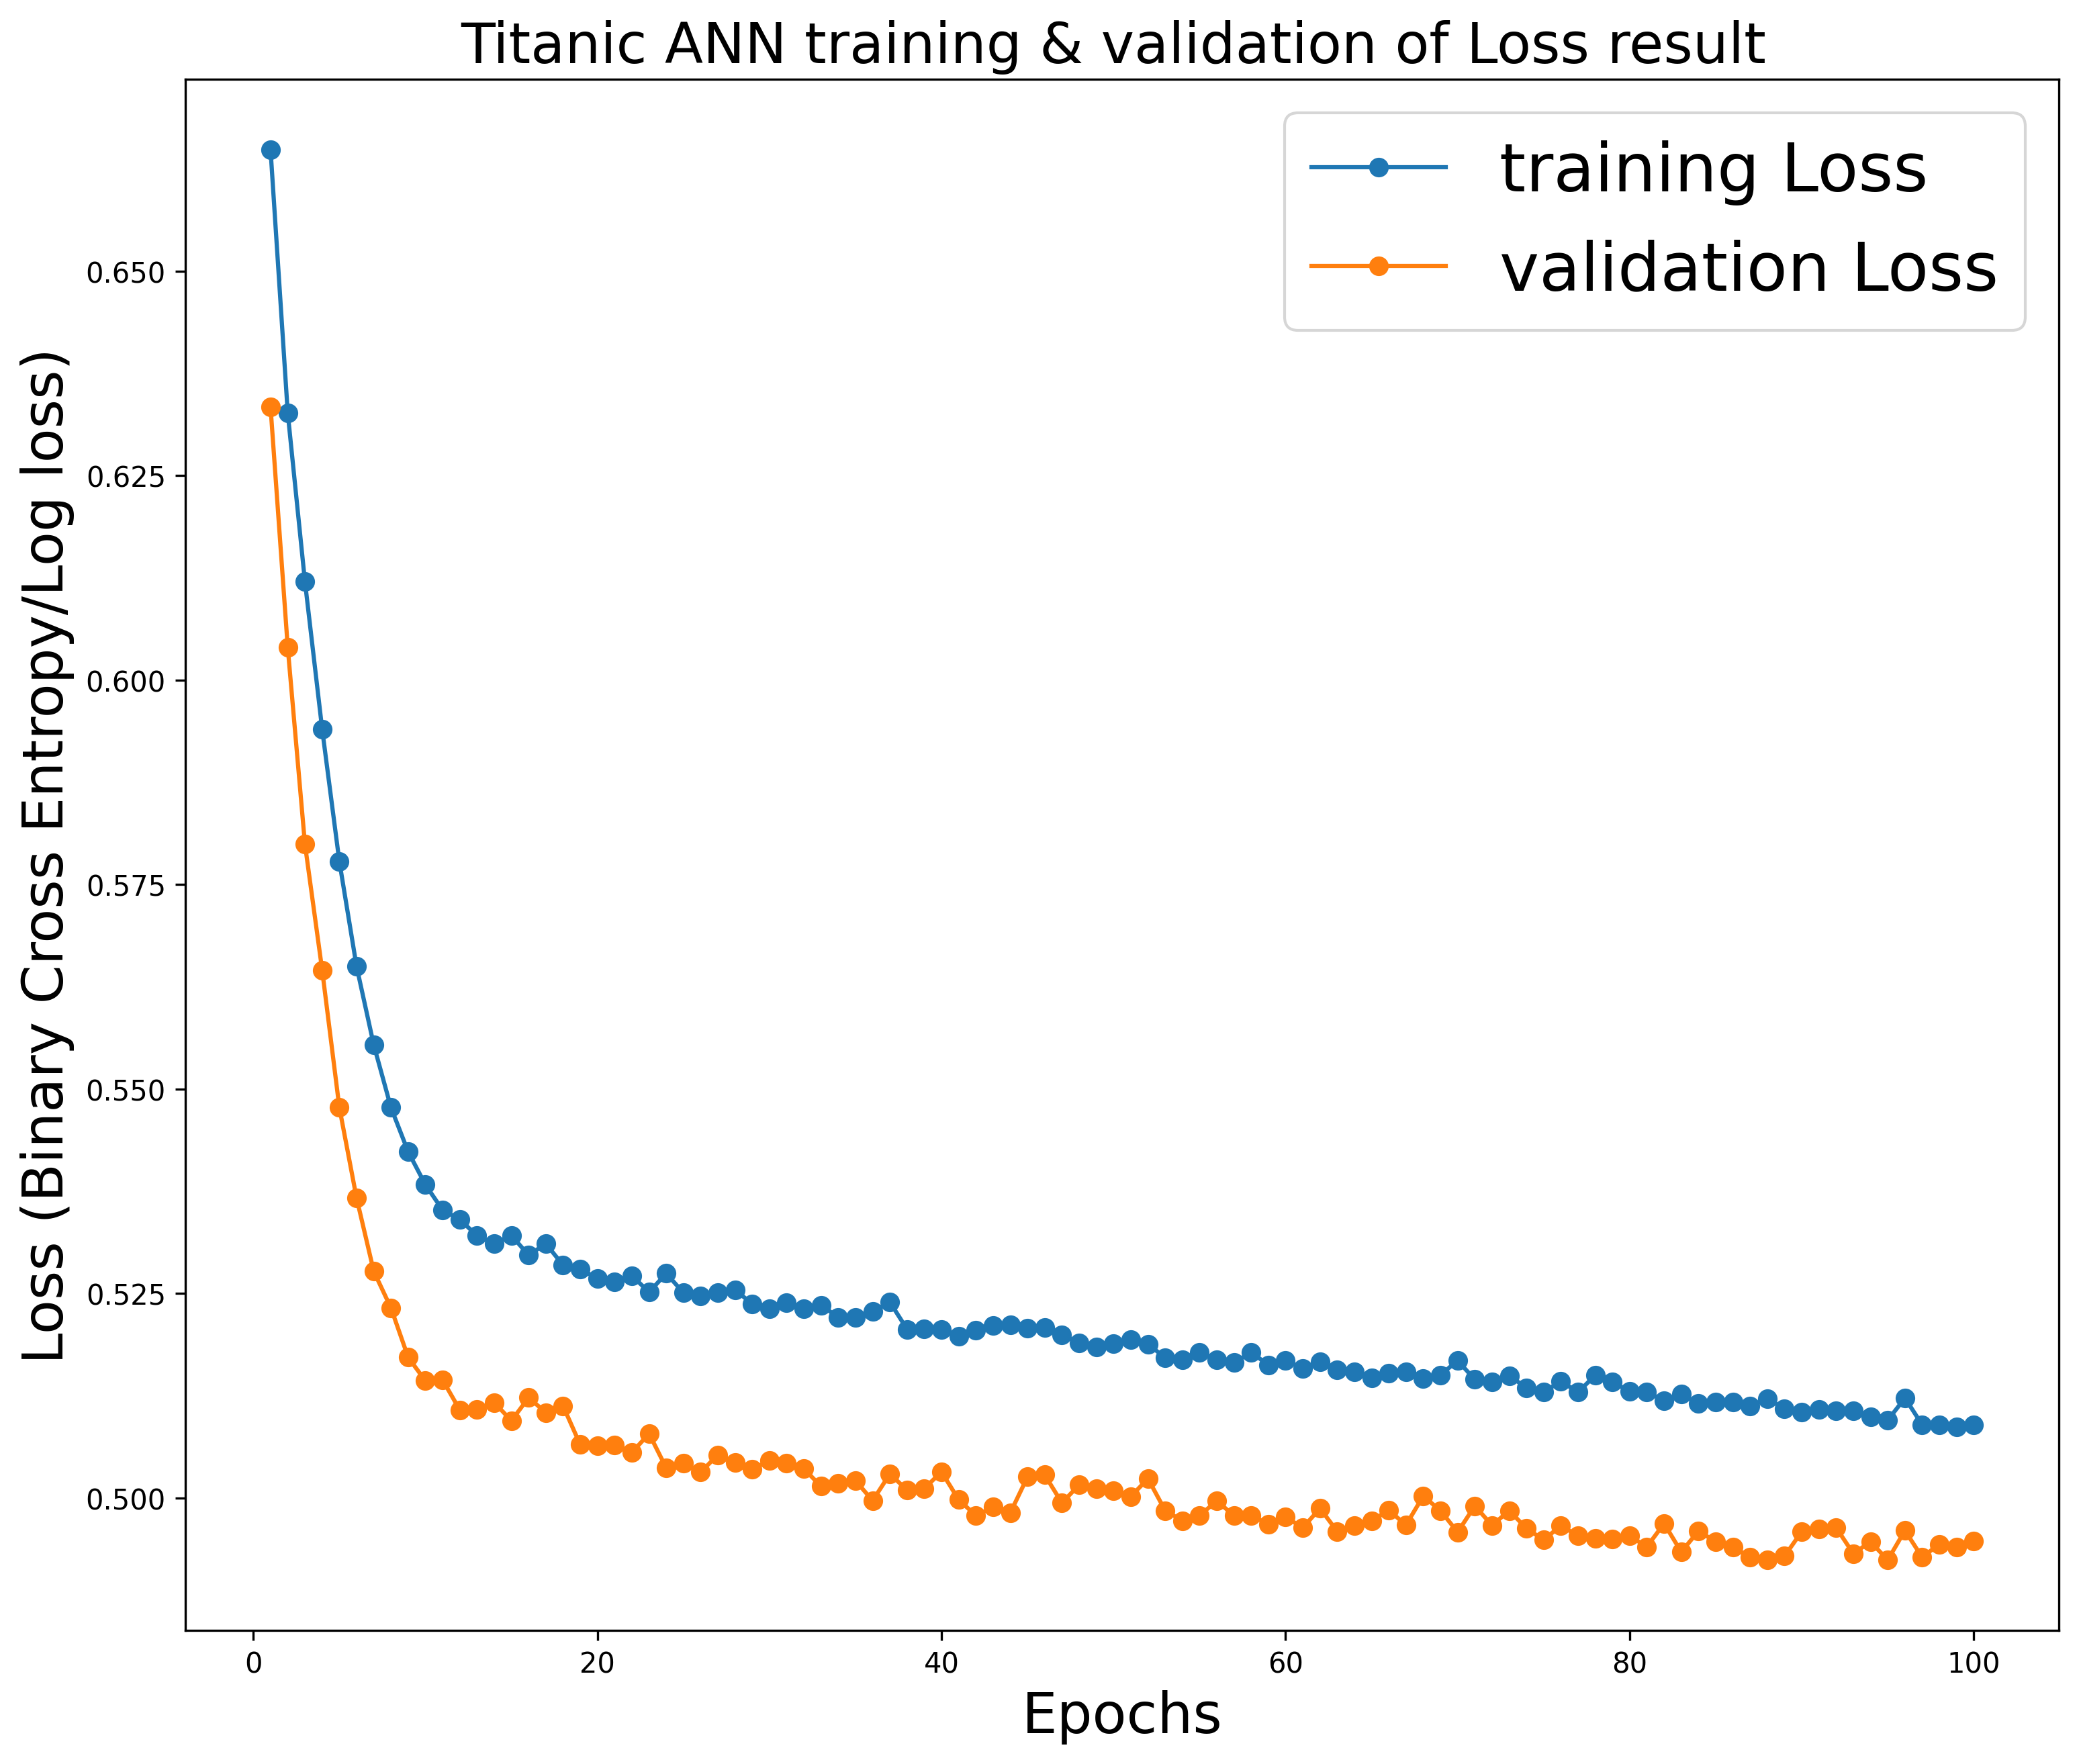 Titanic ANN training & validation of Loss result
training Loss
validation Loss
Loss (Binary Cross Entropy/Log loss)
0.650
0.625
0.600
0.575
0.550
0.525
0.500
0 20 40 60 80 100
Epochs